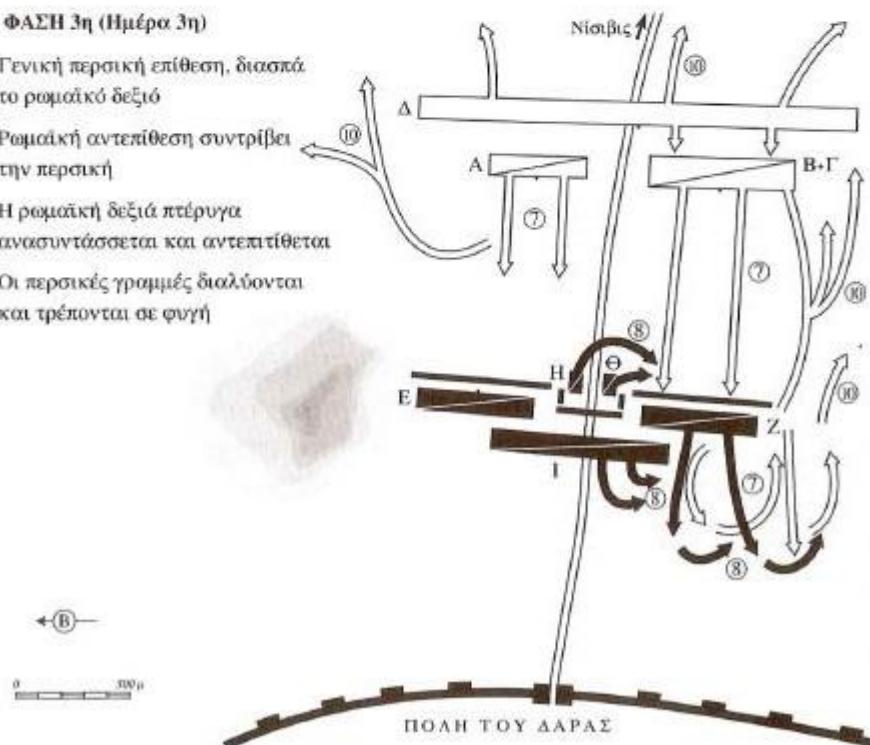 ΦΑΣΗ 3η (Ημέρα 3η)
Γενική περσική επίθεση, διασπά
το ρωμαϊκό δεξιό
Ρωμαϊκή αντεπίθεση συντρίβει
την περσική
Η ρωμαϊκή δεξιά πτέρυγα
ανασυντάσσεται και αντεπιτίθεται
Οι περσικές γραμμές διαλύονται
και τρέπονται σε φυγή
Νίσιβις
⑩
Δ
⑩
Α
Β+Γ
⑦
⑦
⑩
⑧
Η
Θ
Ε
Ζ
⑩
Ι
⑧
⑦
⑧
Β
0 500 μ
ΠΟΛΗ ΤΟΥ ΔΑΡΑΣ